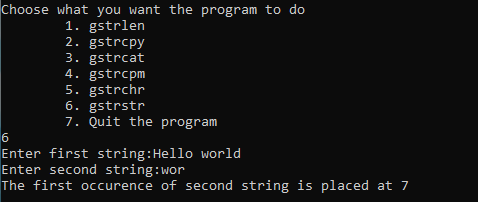 Choose what you want the program to do
1. gstrlen
2. gstrcpy
3. gstrcat
4. gstrcpm
5. gstrchr
6. gstrstr
7. Quit the program
6
Enter first string:Hello world
Enter second string:wor
The first occurence of second string is placed at 7